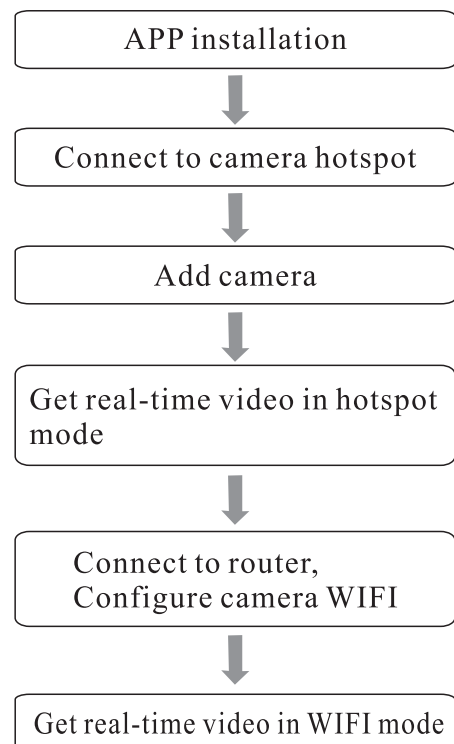 APP installation
Connect to camera hotspot
Add camera
Get real-time video in hotspot
mode
Connect to router,
Configure camera WIFI
Get real-time video in WIFI mode